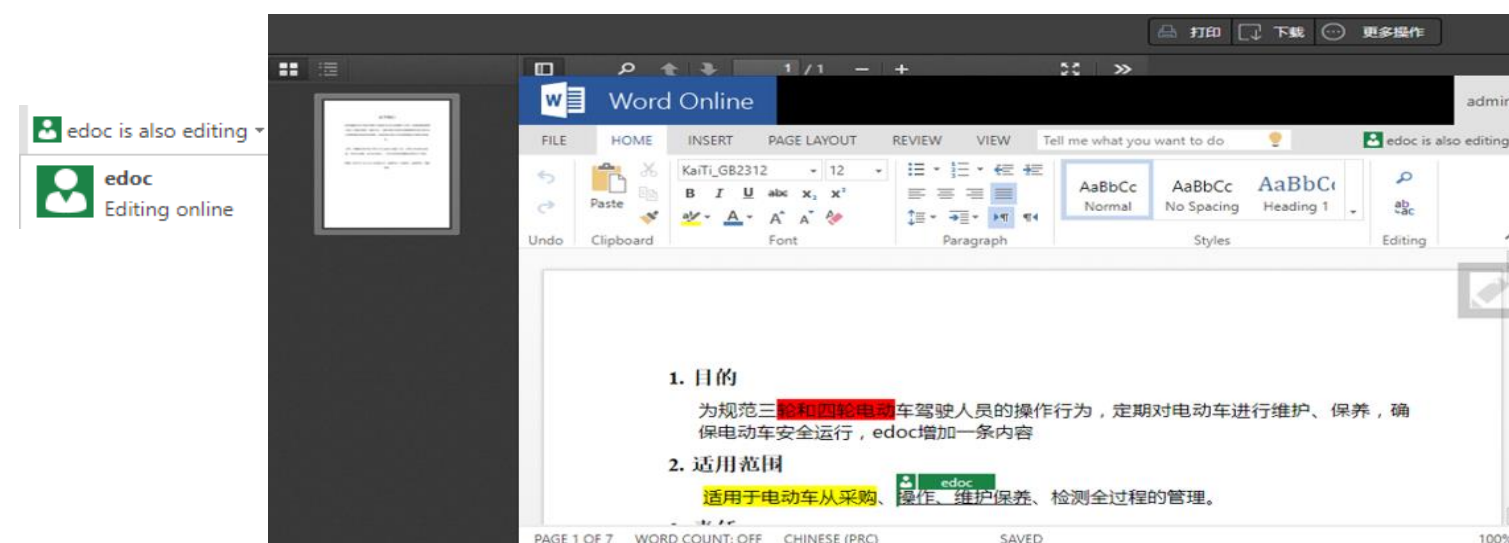 edoc is also editing
edoc
Editing online
打印 下载 更多操作
1 / 1
Word Online
admin
FILE HOME INSERT PAGE LAYOUT REVIEW VIEW Tell me what you want to do edoc is also editing
KaiTi_GB2312 12
Paste B I U abc x₂ x²
AaBbCc AaBbCc AaBbC
Normal No Spacing Heading 1
Undo Clipboard Font Paragraph Styles Editing
1. 目的
为规范三轮和四轮电动车驾驶人员的操作行为，定期对电动车进行维护、保养，确
保电动车安全运行，edoc增加一条内容
2. 适用范围
edoc
适用于电动车从采购、操作、维护保养、检测全过程的管理。
PAGE 1 OF 7 WORD COUNT: OFF CHINESE (PRC) SAVED 100%